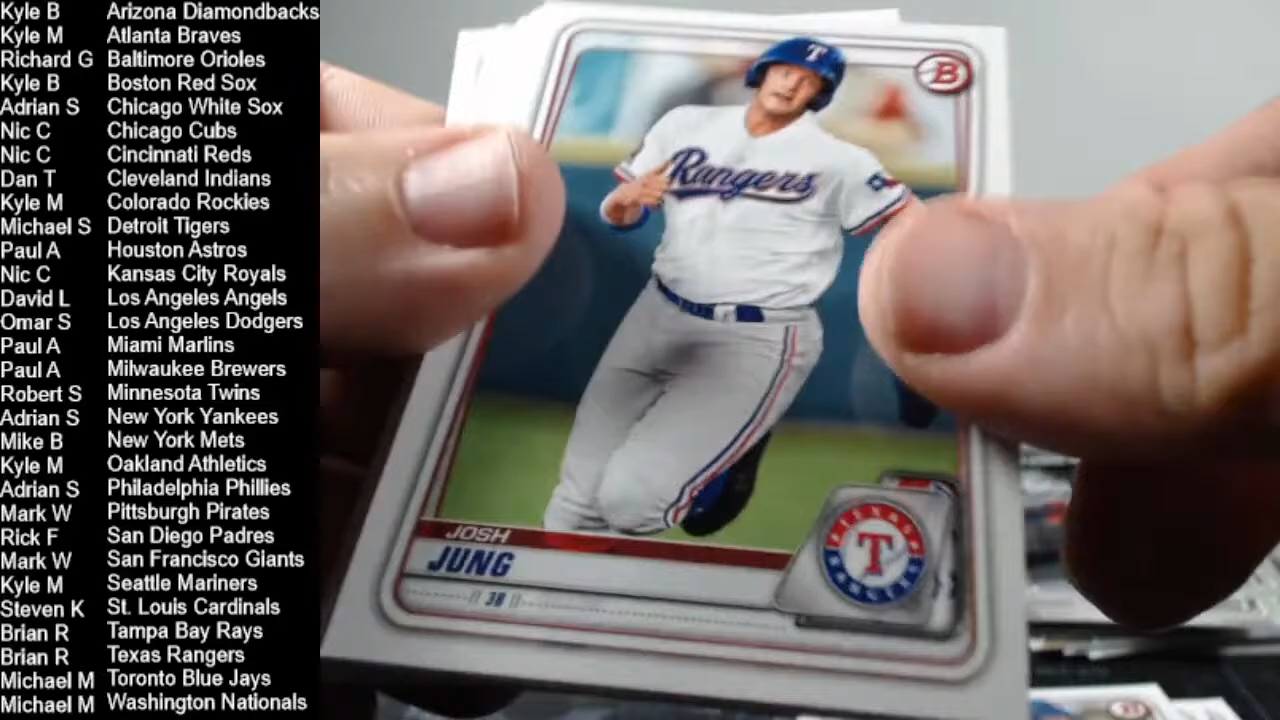 Kyle B Arizona Diamondbacks
Kyle M Atlanta Braves
Richard G Baltimore Orioles
Kyle B Boston Red Sox
Adrian S Chicago White Sox
Nic C Chicago Cubs
Nic C Cincinnati Reds
Dan T Cleveland Indians
Kyle M Colorado Rockies
Michael S Detroit Tigers
Paul A Houston Astros
Nic C Kansas City Royals
David L Los Angeles Angels
Omar S Los Angeles Dodgers
Paul A Miami Marlins
Paul A Milwaukee Brewers
Robert S Minnesota Twins
Adrian S New York Yankees
Mike B New York Mets
Kyle M Oakland Athletics
Adrian S Philadelphia Phillies
Mark W Pittsburgh Pirates
Rick F San Diego Padres
Mark W San Francisco Giants
Kyle M Seattle Mariners
Steven K St. Louis Cardinals
Brian R Tampa Bay Rays
Brian R Texas Rangers
Michael M Toronto Blue Jays
Michael M Washington Nationals
T
B
Rangers
JOSH
JUNG
3B
TEXAS
T
RANGERS
B